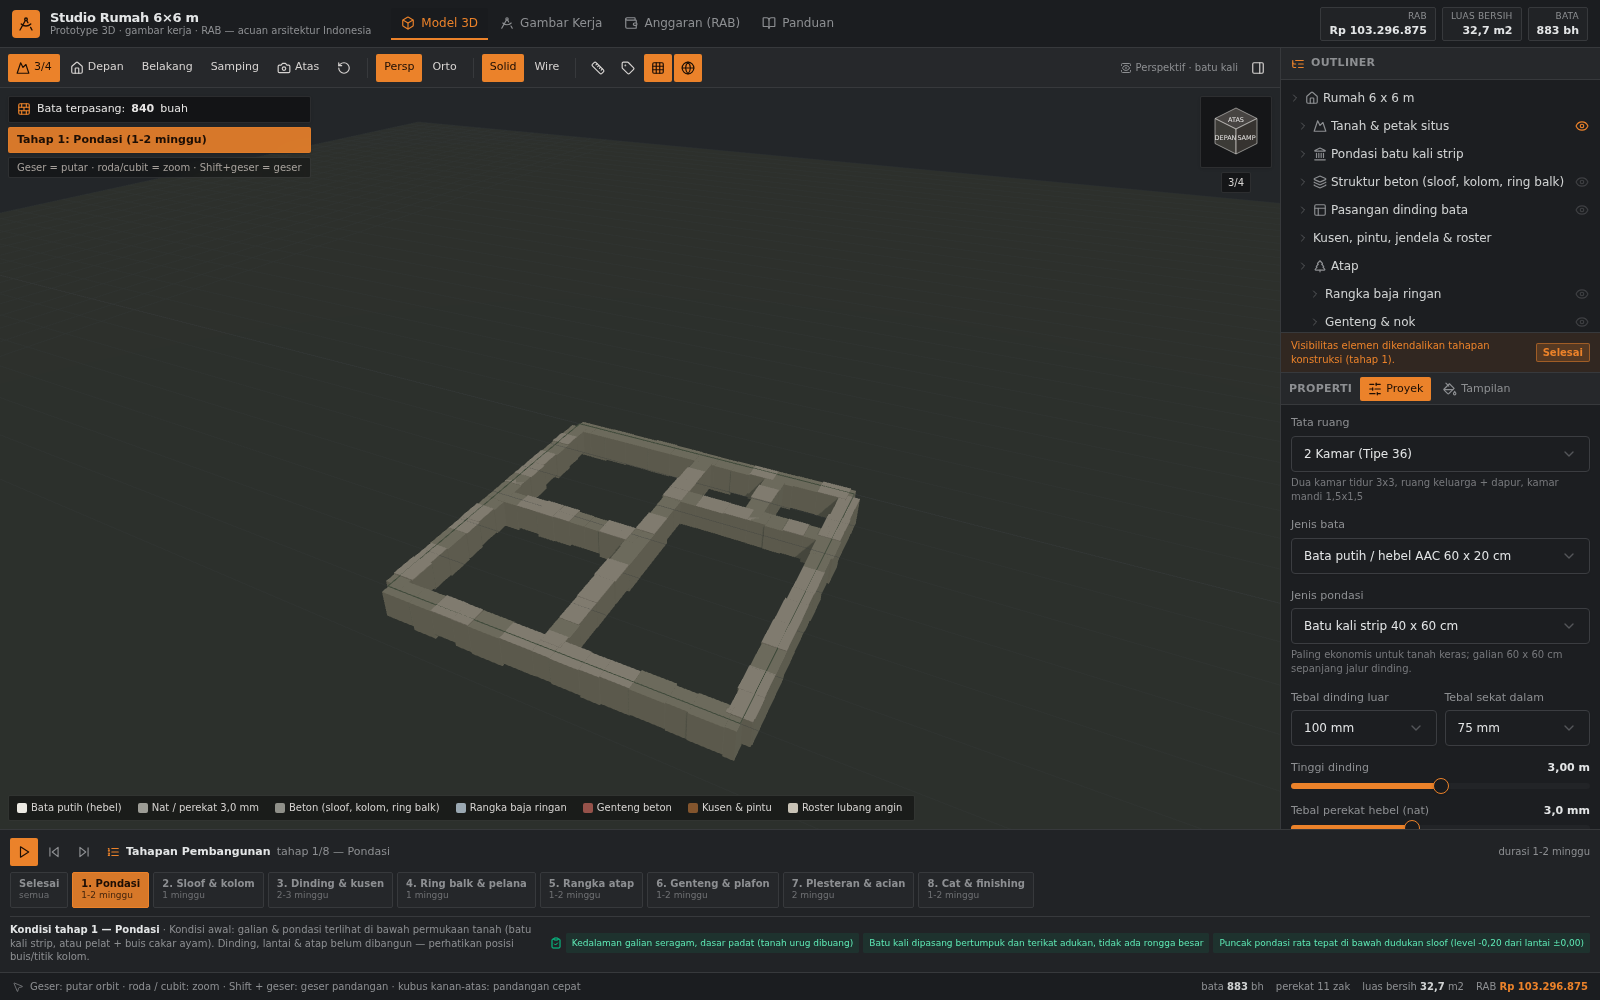 Studio Rumah 6×6 m
Prototype 3D · gambar kerja · RAB — acuan arsitektur Indonesia
Model 3D
Gambar Kerja
Anggaran (RAB)
Panduan
RAB
Rp 103.296.875
LUAS BERSIH
32,7 m2
BATA
883 bh
3/4
Depan
Belakang
Samping
Atas
Persp
Orto
Solid
Wire
Perspektif · batu kali
Bata terpasang: 840 buah
Tahap 1: Pondasi (1-2 minggu)
Geser = putar · roda/cubit = zoom · Shift+geser = geser
ATAS
DEPAN
SAMP
3/4
OUTLINER
Rumah 6 x 6 m
Tanah & petak situs
Pondasi batu kali strip
Struktur beton (sloof, kolom, ring balk)
Pasangan dinding bata
Kusen, pintu, jendela & roster
Atap
Rangka baja ringan
Genteng & nok
Visibilitas elemen dikendalikan tahapan
konstruksi (tahap 1).
Selesai
PROPERTI
Proyek
Tampilan
Tata ruang
2 Kamar (Tipe 36)
Dua kamar tidur 3x3, ruang keluarga + dapur, kamar
mandi 1,5x1,5
Jenis bata
Bata putih / hebel AAC 60 x 20 cm
Jenis pondasi
Batu kali strip 40 x 60 cm
Paling ekonomis untuk tanah keras; galian 60 x 60 cm
sepanjang jalur dinding.
Tebal dinding luar
Tebal sekat dalam
100 mm
75 mm
Tinggi dinding
3,00 m
Tebal perekat hebel (nat)
3,0 mm
Bata putih (hebel)
Nat / perekat 3,0 mm
Beton (sloof, kolom, ring balk)
Rangka baja ringan
Genteng beton
Kusen & pintu
Roster lubang angin
Tahapan Pembangunan tahap 1/8 — Pondasi
durasi 1-2 minggu
Selesai
semua
1. Pondasi
1-2 minggu
2. Sloof & kolom
1 minggu
3. Dinding & kusen
2-3 minggu
4. Ring balk & pelana
1 minggu
5. Rangka atap
1-2 minggu
6. Genteng & plafon
1-2 minggu
7. Plesteran & acian
2 minggu
8. Cat & finishing
1-2 minggu
Kondisi tahap 1 — Pondasi · Kondisi awal: galian & pondasi terlihat di bawah permukaan tanah (batu
kali strip, atau pelat + buis cakar ayam). Dinding, lantai & atap belum dibangun — perhatikan posisi
buis/titik kolom.
Kedalaman galian seragam, dasar padat (tanah urug dibuang)
Batu kali dipasang bertumpuk dan terikat adukan, tidak ada rongga besar
Puncak pondasi rata tepat di bawah dudukan sloof (level -0,20 dari lantai ±0,00)
Geser: putar orbit · roda / cubit: zoom · Shift + geser: geser pandangan · kubus kanan-atas: pandangan cepat
bata 883 bh
perekat 11 zak
luas bersih 32,7 m2
RAB Rp 103.296.875